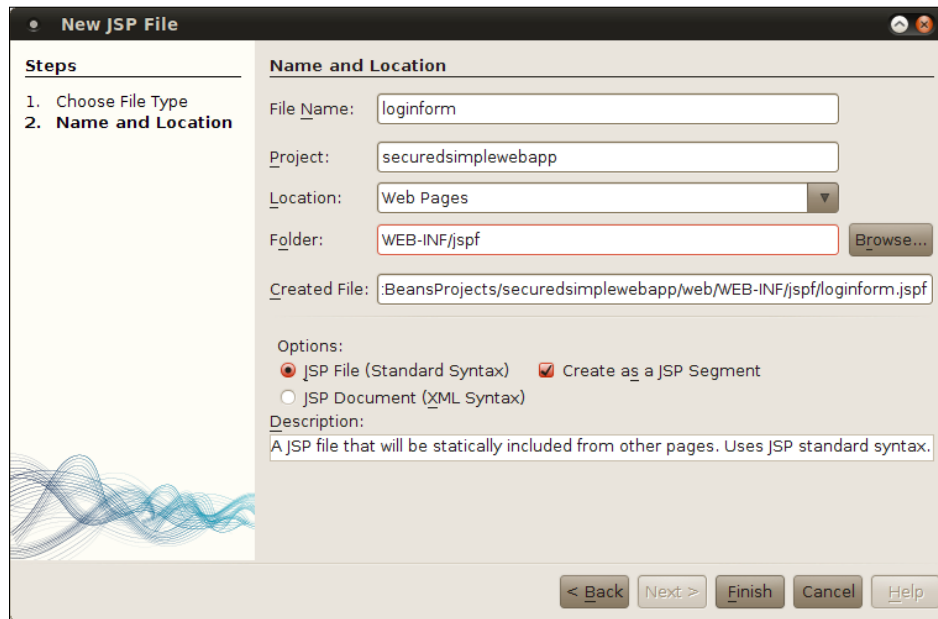 New JSP File
Steps
1. Choose File Type
2. Name and Location
Name and Location
File Name: loginform
Project: securedsimplewebapp
Location: Web Pages
Folder: WEB-INF/jspf Browse...
Created File: :BeansProjects/securedsimplewebapp/web/WEB-INF/jspf/loginform.jspf
Options:
JSP File (Standard Syntax) Create as a JSP Segment
JSP Document (XML Syntax)
Description:
A JSP file that will be statically included from other pages. Uses JSP standard syntax.
< Back Next > Finish Cancel Help